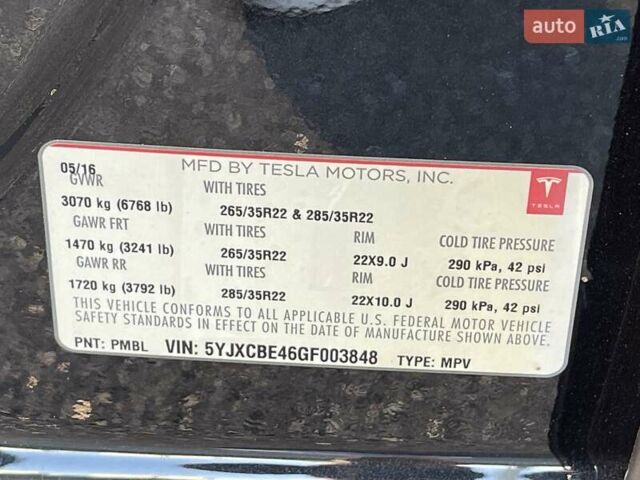 auto RIA .com
05/16 MFD BY TESLA MOTORS, INC.
GVWR WITH TIRES
3070 kg (6768 lb) 265/35R22 & 285/35R22
TESLA
GAWR FRT WITH TIRES RIM COLD TIRE PRESSURE
1470 kg (3241 lb) 265/35R22 22X9.0 J 290 kPa, 42 psi
GAWR RR WITH TIRES RIM COLD TIRE PRESSURE
1720 kg (3792 lb) 285/35R22 22X10.0 J 290 kPa, 42 psi
THIS VEHICLE CONFORMS TO ALL APPLICABLE U.S. FEDERAL MOTOR VEHICLE
SAFETY STANDARDS IN EFFECT ON THE DATE OF MANUFACTURE SHOWN ABOVE.
PNT: PMBL VIN: 5YJXCBE46GF003848 TYPE: MPV